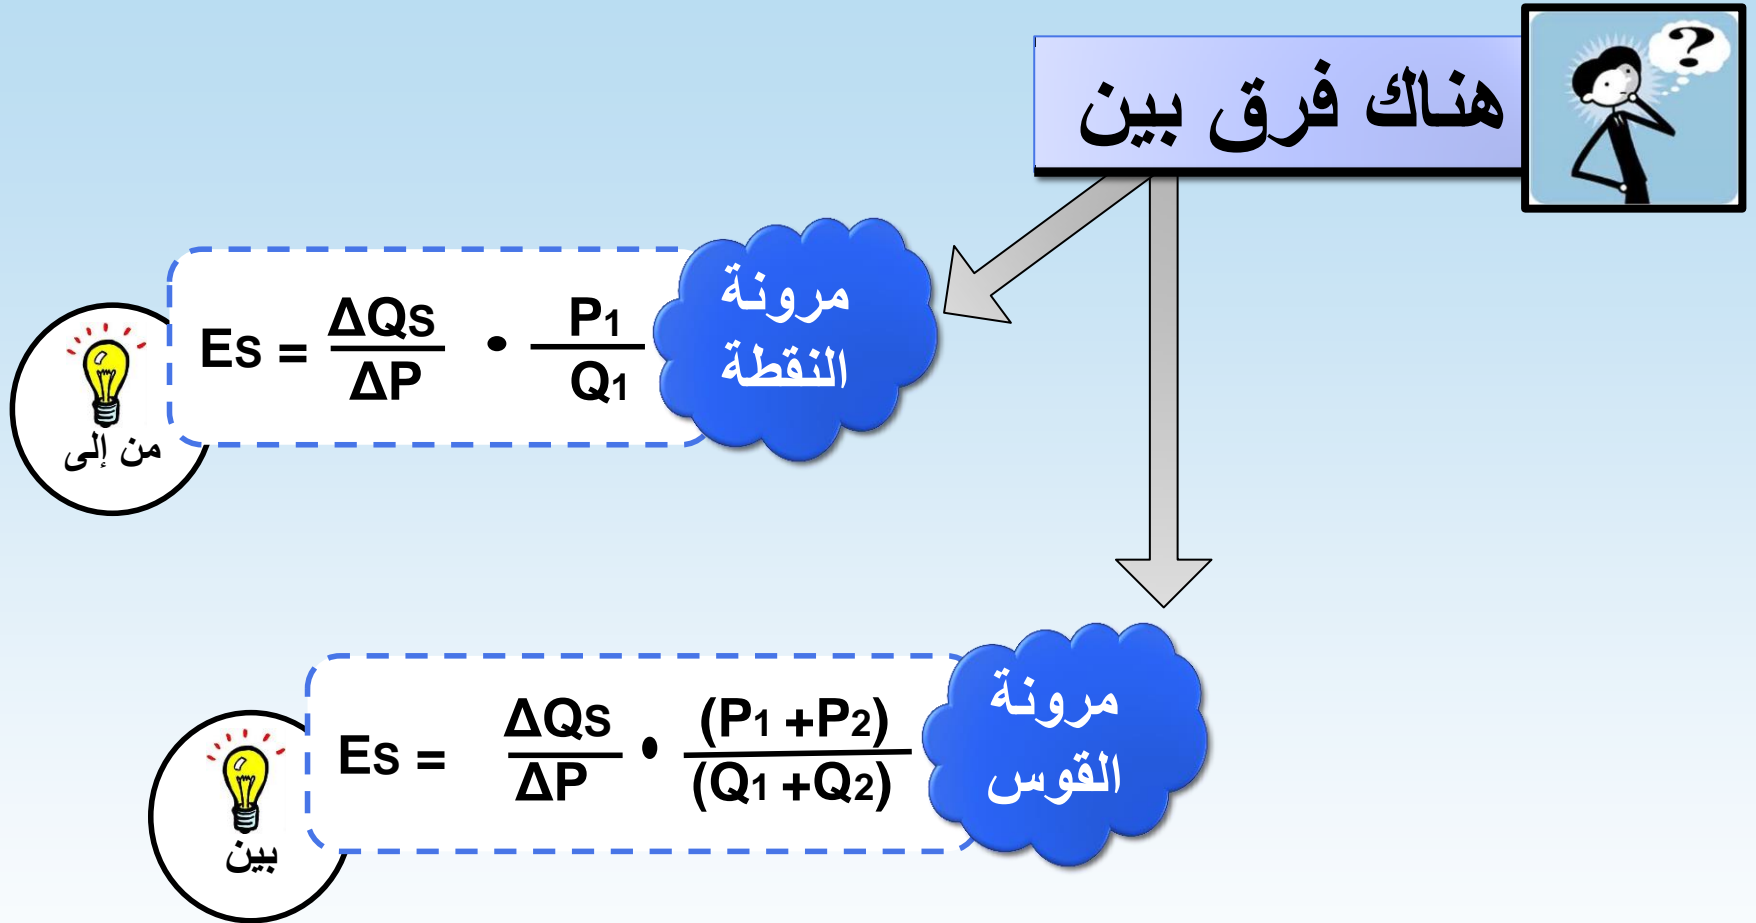 هناك فرق بين
?
مرونة
النقطة
Es = ΔQs / ΔP • P1 / Q1
من إلى
مرونة
القوس
Es = ΔQs / ΔP • (P1 +P2) / (Q1 +Q2)
بين